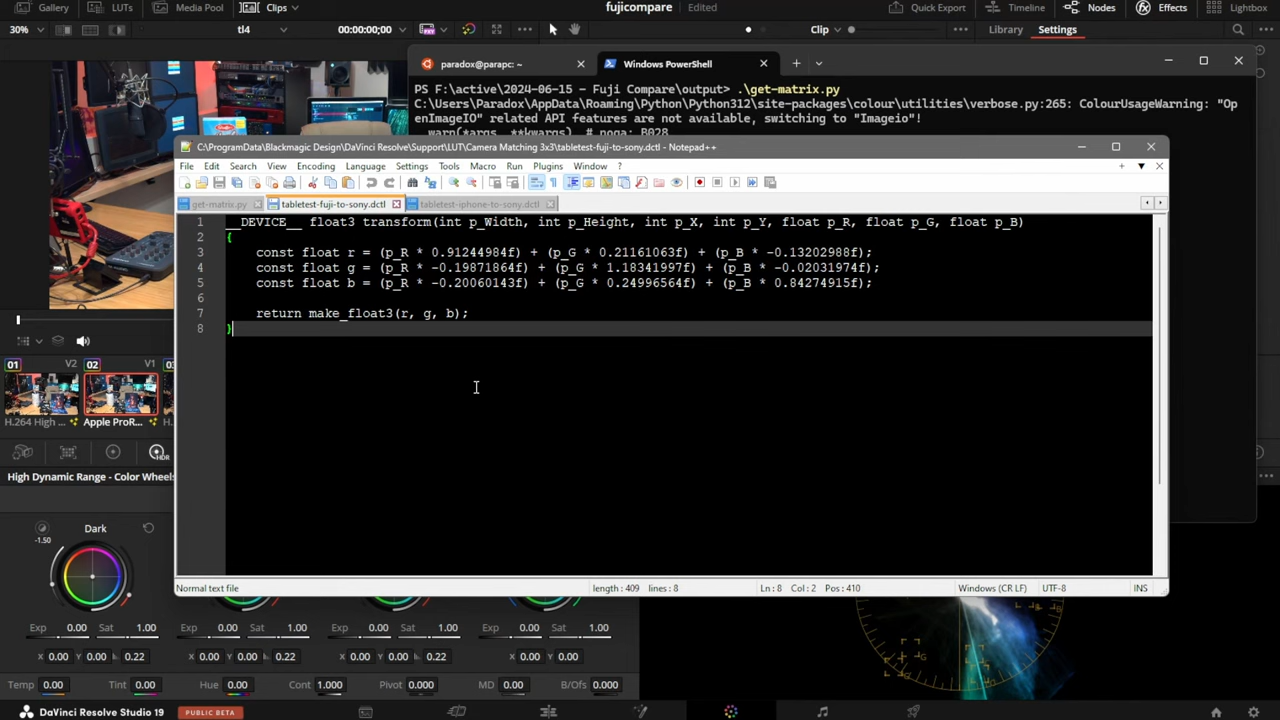 Gallery LUTs Media Pool Clips fujicompare Edited Quick Export Timeline Nodes Effects Lightbox
30% tl4 00:00:00:00 Clip Library Settings
paradox@parapc: ~ Windows PowerShell
PS F:\active\2024-06-15 - Fuji Compare\output> .\get-matrix.py
C:\Users\Paradox\AppData\Roaming\Python\Python312\site-packages\colour\utilities\verbose.py:265: ColourUsageWarning: "Op
enImageIO" related API features are not available, switching to "Imageio"!
warn(*args, **kwargs) # noqa: B028
C:\ProgramData\Blackmagic Design\DaVinci Resolve\Support\LUT\Camera Matching 3x3\tabletest-fuji-to-sony.dctl - Notepad++
File Edit Search View Encoding Language Settings Tools Macro Run Plugins Window ?
get-matrix.py tabletest-fuji-to-sony.dctl tabletest-iphone-to-sony.dctl
1 __DEVICE__ float3 transform(int p_Width, int p_Height, int p_X, int p_Y, float p_R, float p_G, float p_B)
2 {
3 const float r = (p_R * 0.91244984f) + (p_G * 0.21161063f) + (p_B * -0.13202988f);
4 const float g = (p_R * -0.19871864f) + (p_G * 1.18341997f) + (p_B * -0.02031974f);
5 const float b = (p_R * -0.20060143f) + (p_G * 0.24996564f) + (p_B * 0.84274915f);
6
7 return make_float3(r, g, b);
8 }
01 V2 02 V1 03
H.264 High ... Apple ProR...
HDR
High Dynamic Range - Color Wheels
Dark
-1.50
Normal text file length : 409 lines : 8 Ln : 8 Col : 2 Pos : 410 Windows (CR LF) UTF-8 INS
Exp 0.00 Sat 1.00 Exp 0.00 Sat 1.00 Exp 0.00 Sat 1.00 Exp 0.00 Sat 1.00
X 0.00 Y 0.00 0.22 X 0.00 Y 0.00 0.22 X 0.00 Y 0.00 0.22 X 0.00 Y 0.00
Temp 0.00 Tint 0.00 Hue 0.00 Cont 1.000 Pivot 0.000 MD 0.00 B/Ofs 0.000
DaVinci Resolve Studio 19 PUBLIC BETA